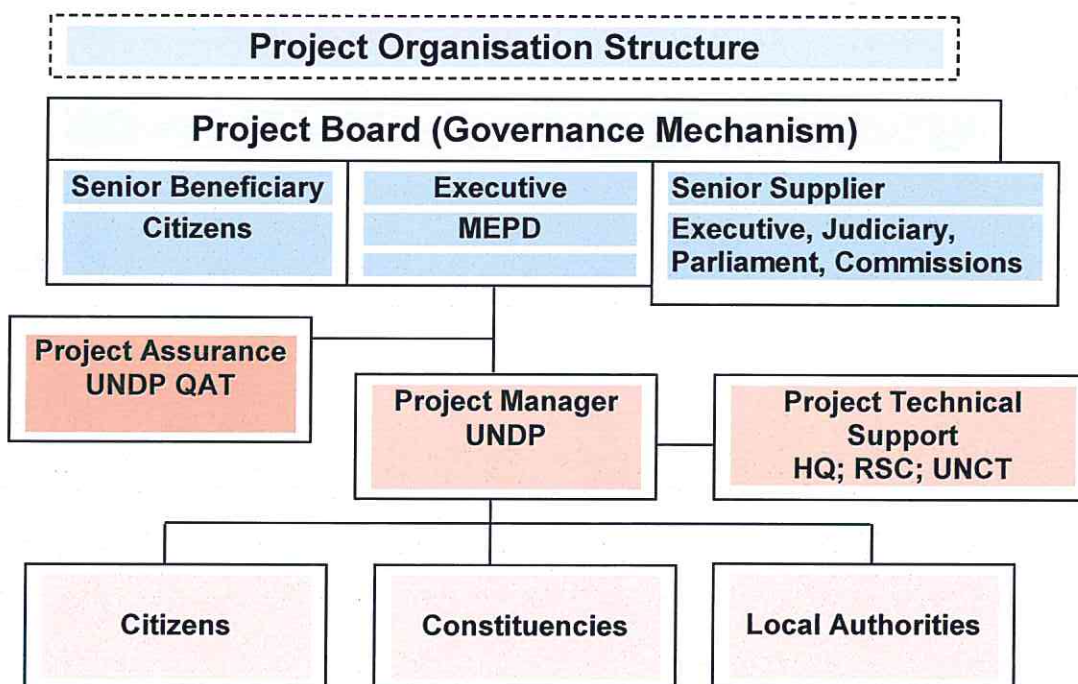 Project Organisation Structure
Project Board (Governance Mechanism)
Senior Beneficiary
Citizens
Executive
MEPD
Senior Supplier
Executive, Judiciary,
Parliament, Commissions
Project Assurance
UNDP QAT
Project Manager
UNDP
Project Technical
Support
HQ; RSC; UNCT
Citizens
Constituencies
Local Authorities